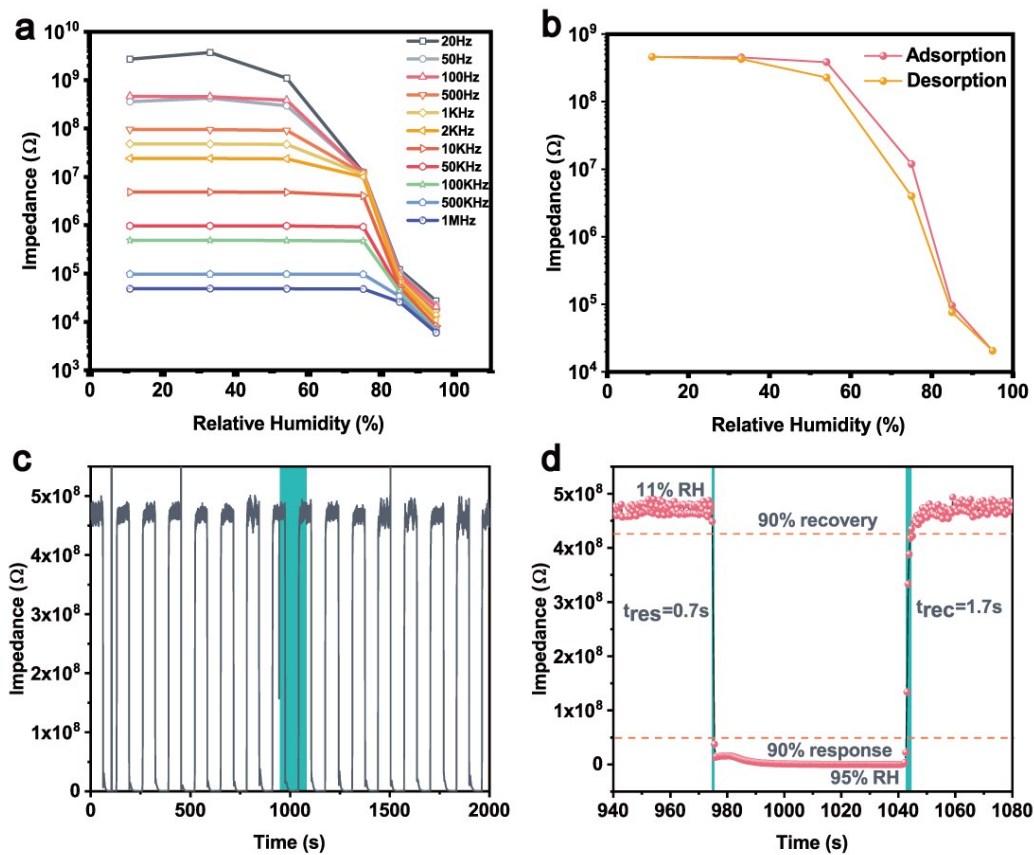 a
10^10
10^9
10^8
10^7
10^6
10^5
10^4
10^3
Impedance (Ω)
0 20 40 60 80 100
Relative Humidity (%)
20Hz
50Hz
100Hz
500Hz
1KHz
2KHz
10KHz
50KHz
100KHz
500KHz
1MHz
b
10^9
10^8
10^7
10^6
10^5
10^4
Impedance (Ω)
0 20 40 60 80 100
Relative Humidity (%)
Adsorption
Desorption
c
5x10^8
4x10^8
3x10^8
2x10^8
1x10^8
0
Impedance (Ω)
0 500 1000 1500 2000
Time (s)
d
5x10^8
4x10^8
3x10^8
2x10^8
1x10^8
0
Impedance (Ω)
11% RH
90% recovery
tres=0.7s
trec=1.7s
90% response
95% RH
940 960 980 1000 1020 1040 1060 1080
Time (s)